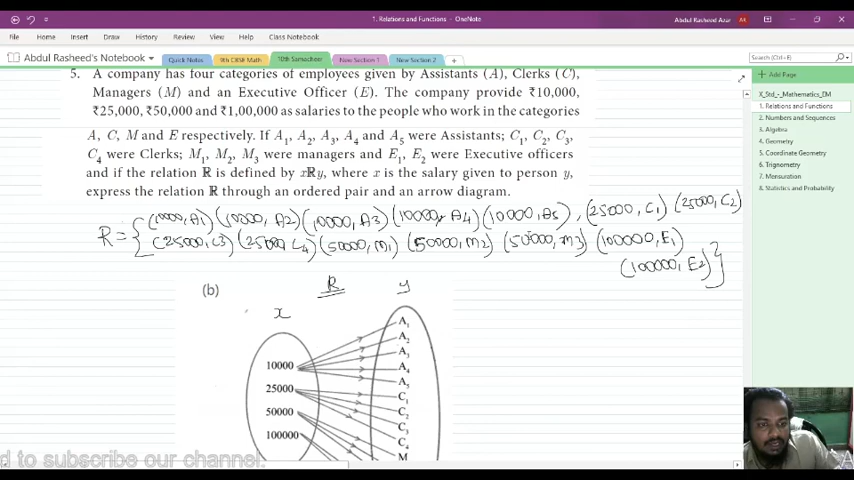 1. Relations and Functions - OneNote
Abdul Rasheed Azar AR
File Home Insert Draw History Review View Help Class Notebook
Abdul Rasheed's Notebook Quick Notes 9th CBSE Math 10th Samacheer New Section 1 New Section 2 +
Search (Ctrl+E)
+ Add Page
X_Std_-_Mathematics_EM
1. Relations and Functions
2. Numbers and Sequences
3. Algebra
4. Geometry
5. Coordinate Geometry
6. Trignometry
7. Mensuration
8. Statistics and Probability
5. A company has four categories of employees given by Assistants (A), Clerks (C),
Managers (M) and an Executive Officer (E). The company provide ₹10,000,
₹25,000, ₹50,000 and ₹1,00,000 as salaries to the people who work in the categories
A, C, M and E respectively. If A₁, A₂, A₃, A₄ and A₅ were Assistants; C₁, C₂, C₃,
C₄ were Clerks; M₁, M₂, M₃ were managers and E₁, E₂ were Executive officers
and if the relation R is defined by xRy, where x is the salary given to person y,
express the relation R through an ordered pair and an arrow diagram.
R = { (10000, A1) (10000, A2) (10000, A3) (10000, A4) (10000, A5), (25000, C1) (25000, C2)
(25000, C3) (25000, C4) (50000, M1) (50000, M2) (50000, M3) (100000, E1)
(100000, E2) }
(b)
x R y
A₁
A₂
A₃
10000 A₄
A₅
25000 C₁
C₂
50000 C₃
100000 C₄
M
d to subscribe our channel.